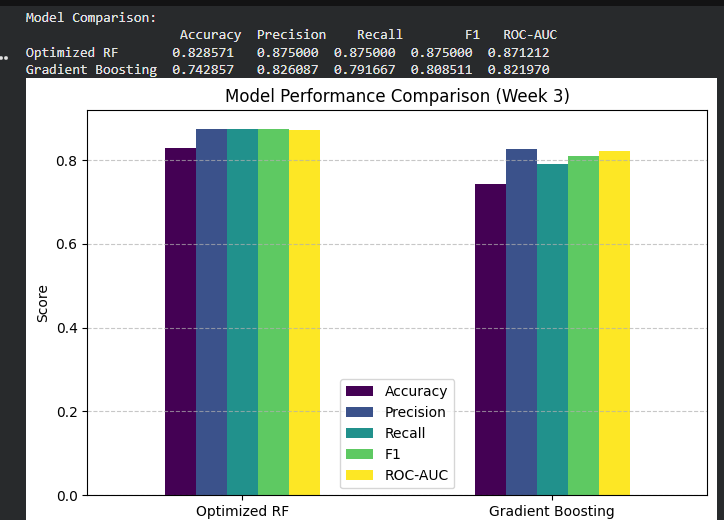 Model Comparison:
Accuracy Precision Recall F1 ROC-AUC
Optimized RF 0.828571 0.875000 0.875000 0.875000 0.871212
Gradient Boosting 0.742857 0.826087 0.791667 0.808511 0.821970
Model Performance Comparison (Week 3)
0.8
0.6
Score
0.4
0.2
0.0
Accuracy
Precision
Recall
F1
ROC-AUC
Optimized RF Gradient Boosting